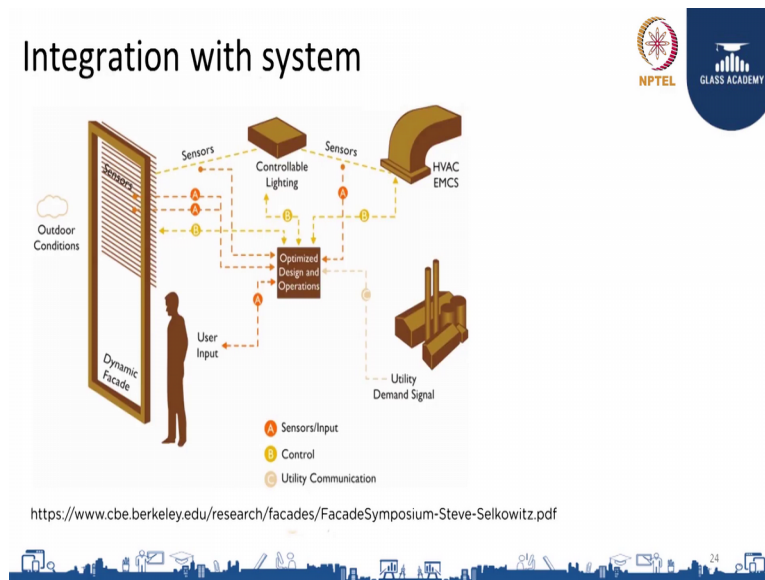 Integration with system
NPTEL
GLASS ACADEMY
Sensors
Sensors
Controllable
Lighting
HVAC
EMCS
Sensors
A
A
A
B
B
B
Outdoor
Conditions
Optimized
Design and
Operations
A
C
User
Input
Dynamic
Facade
Utility
Demand Signal
A Sensors/Input
B Control
C Utility Communication
https://www.cbe.berkeley.edu/research/facades/FacadeSymposium-Steve-Selkowitz.pdf
24